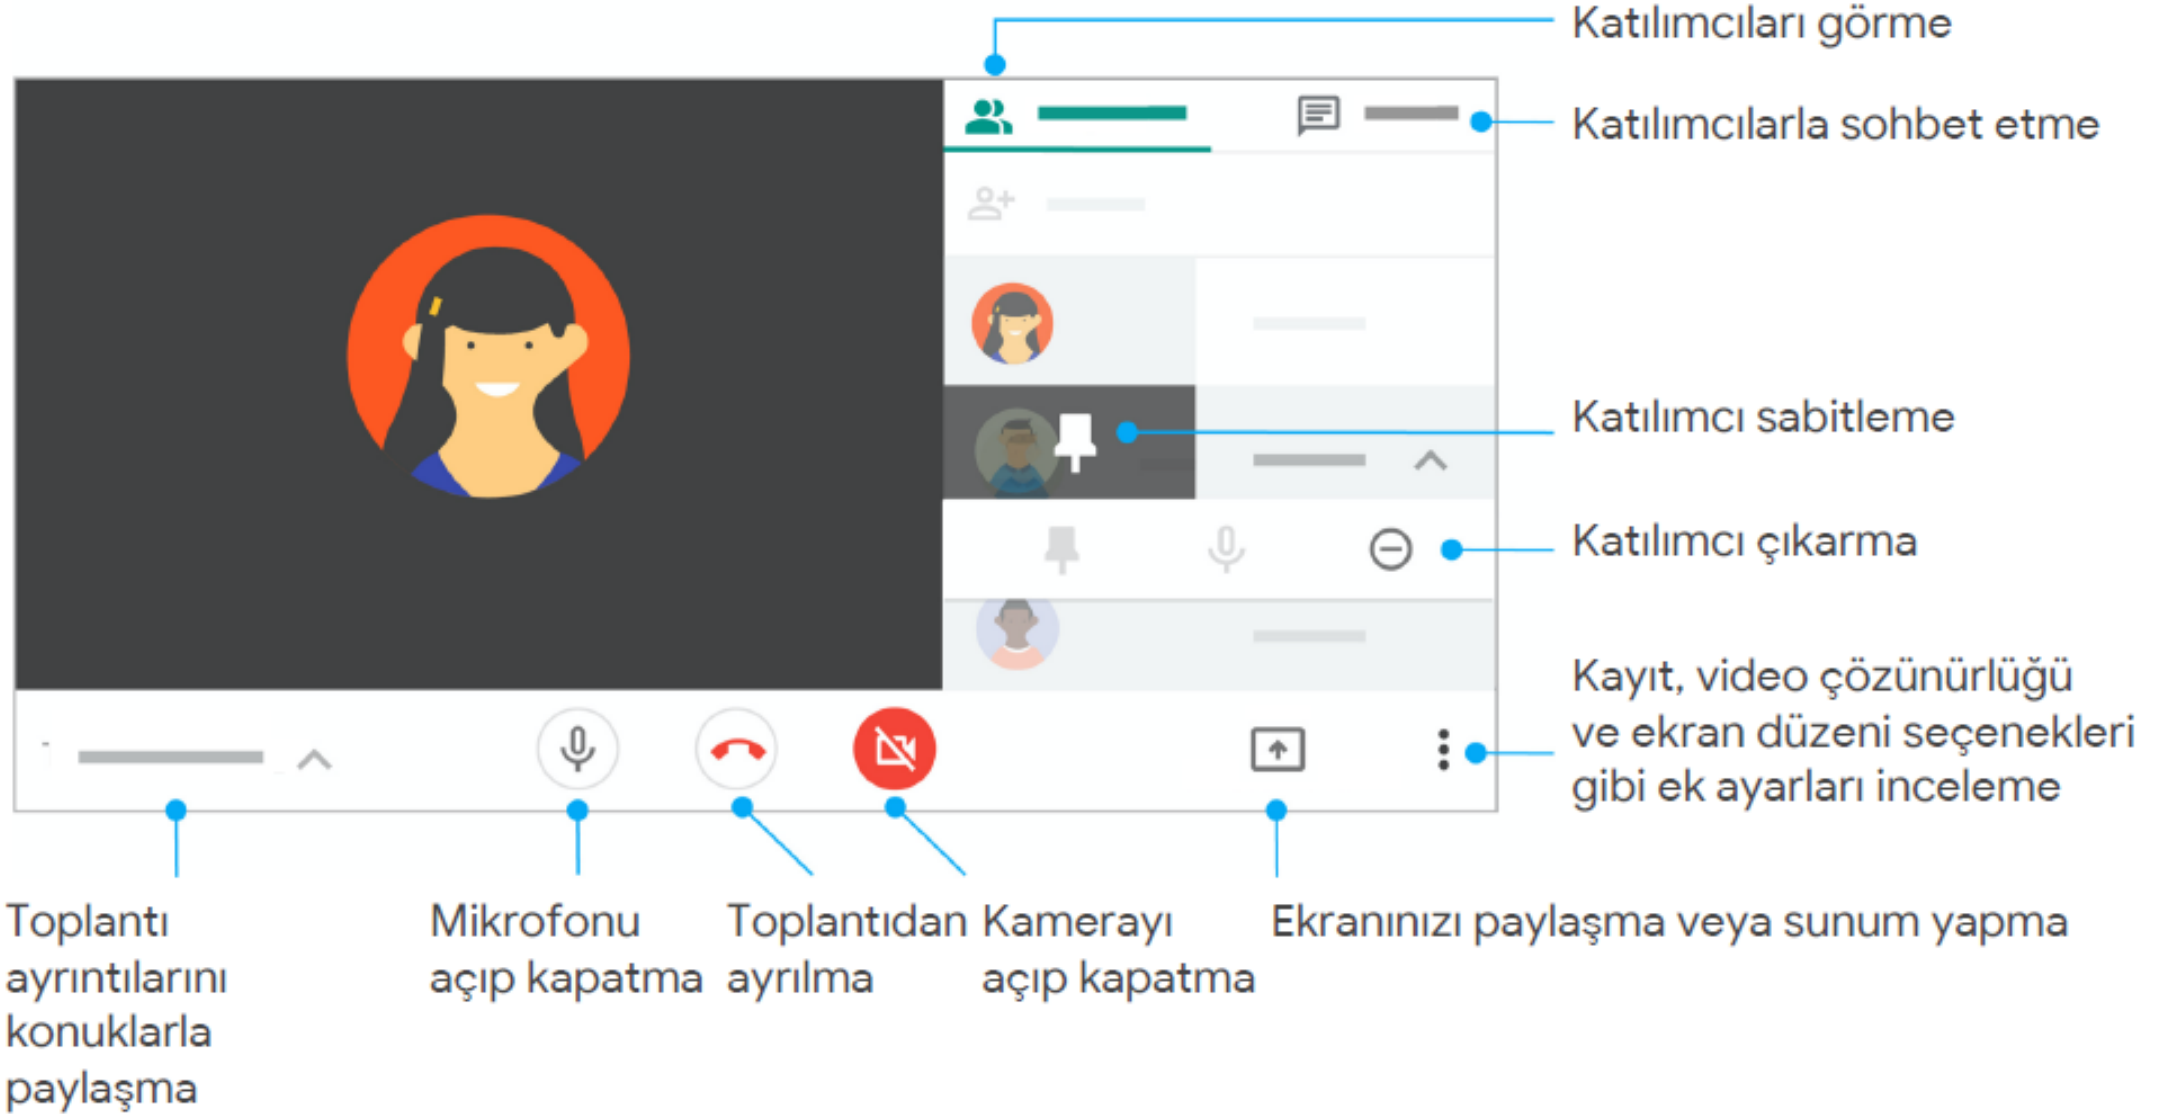 Katılımcıları görme
Katılımcılarla sohbet etme
Katılımcı sabitleme
Katılımcı çıkarma
Kayıt, video çözünürlüğü
ve ekran düzeni seçenekleri
gibi ek ayarları inceleme
Toplantı
ayrıntılarını
konuklarla
paylaşma
Mikrofonu
açıp kapatma
Toplantıdan
ayrılma
Kamerayı
açıp kapatma
Ekranınızı paylaşma veya sunum yapma